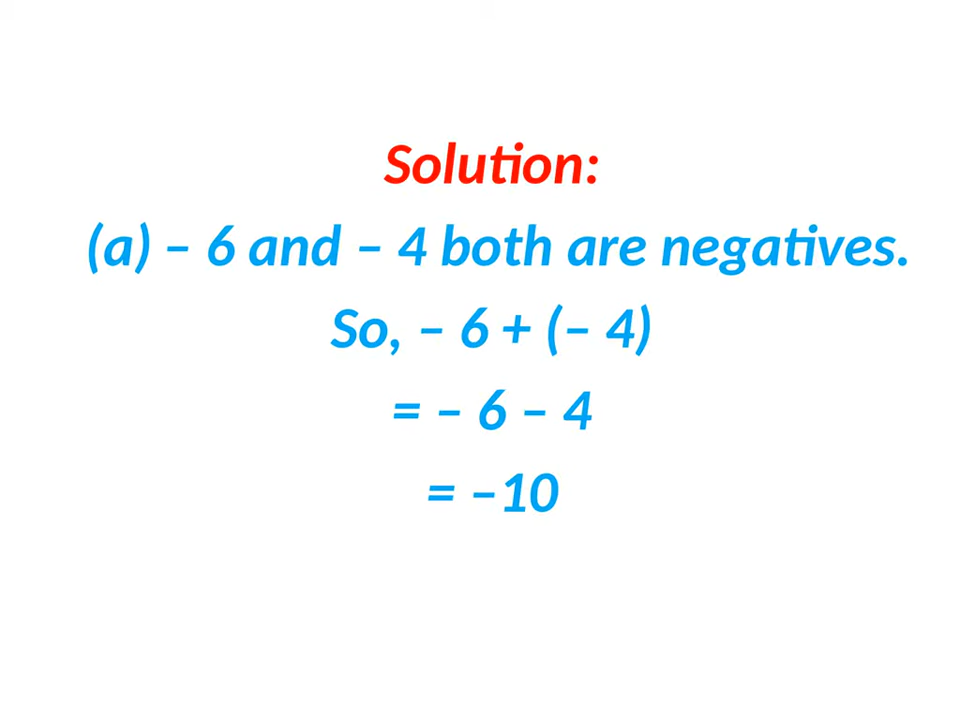 Solution:
(a) – 6 and – 4 both are negatives.
So, – 6 + (– 4)
= – 6 – 4
= –10